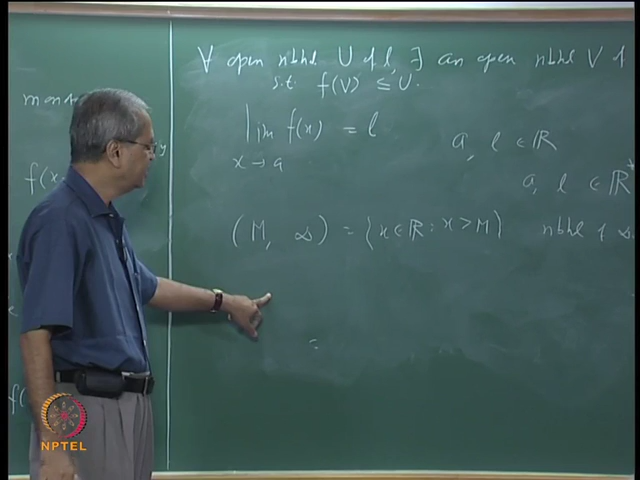 ∀ open nbhd U of l, ∃ an open nbhd V of
s.t. f(V) ⊆ U.
lim f(x) = l
x → a
a, l ∈ ℝ
a, l ∈ ℝ*
(M, ∞) = {x ∈ ℝ : x > M} nbhd of ∞
=
NPTEL